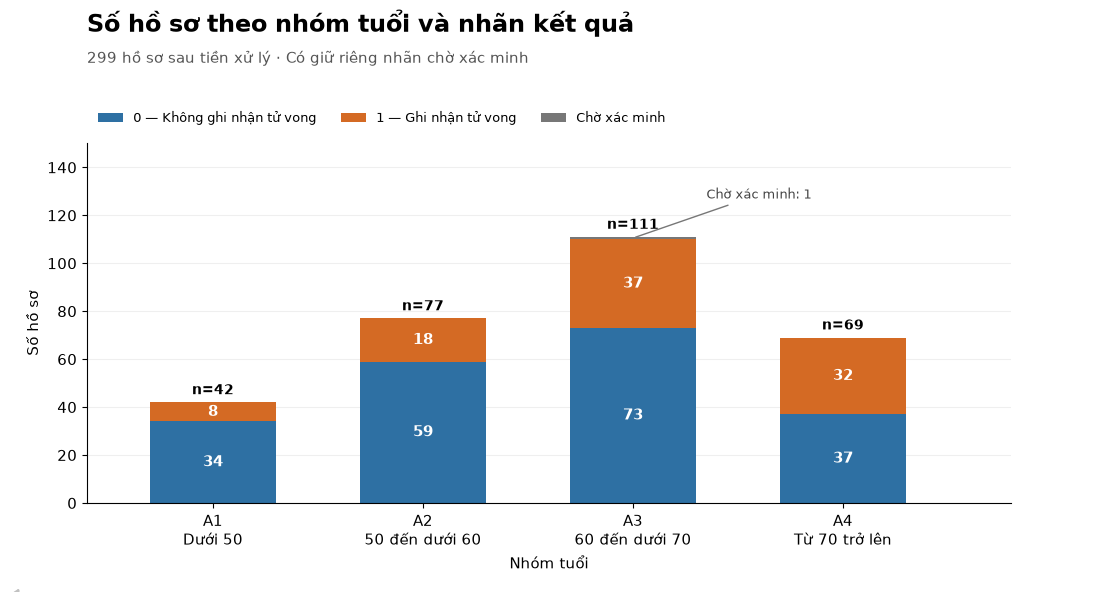 Số hồ sơ theo nhóm tuổi và nhãn kết quả
299 hồ sơ sau tiền xử lý · Có giữ riêng nhãn chờ xác minh
0 — Không ghi nhận tử vong
1 — Ghi nhận tử vong
Chờ xác minh
140
120
100
80
60
40
20
0
Số hồ sơ
Chờ xác minh: 1
n=42
8
34
n=77
18
59
n=111
37
73
n=69
32
37
A1
Dưới 50
A2
50 đến dưới 60
A3
60 đến dưới 70
A4
Từ 70 trở lên
Nhóm tuổi